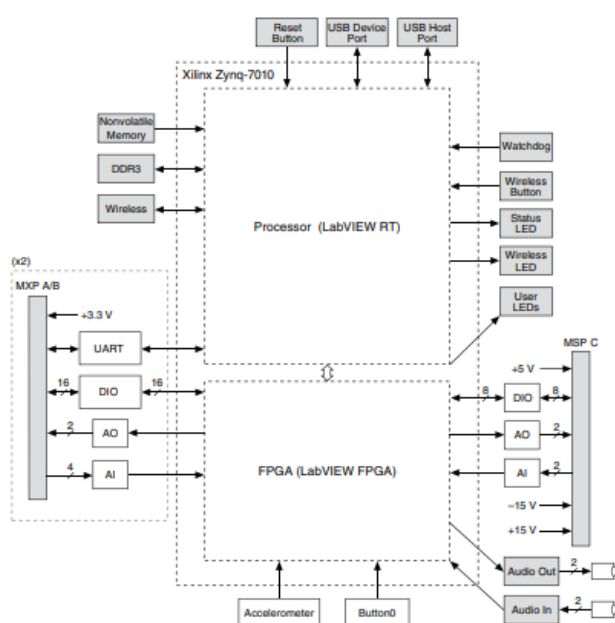 Reset
Button
USB Device
Port
USB Host
Port
Xilinx Zynq-7010
Nonvolatile
Memory
DDR3
Wireless
Processor (LabVIEW RT)
Watchdog
Wireless
Button
Status
LED
Wireless
LED
User
LEDs
(x2)
MXP A/B
+3.3 V
UART
16
DIO
16
2
AO
4
AI
FPGA (LabVIEW FPGA)
MSP C
+5 V
8
DIO
8
AO
2
AI
2
–15 V
+15 V
Audio Out
2
Audio In
2
Accelerometer
Button0